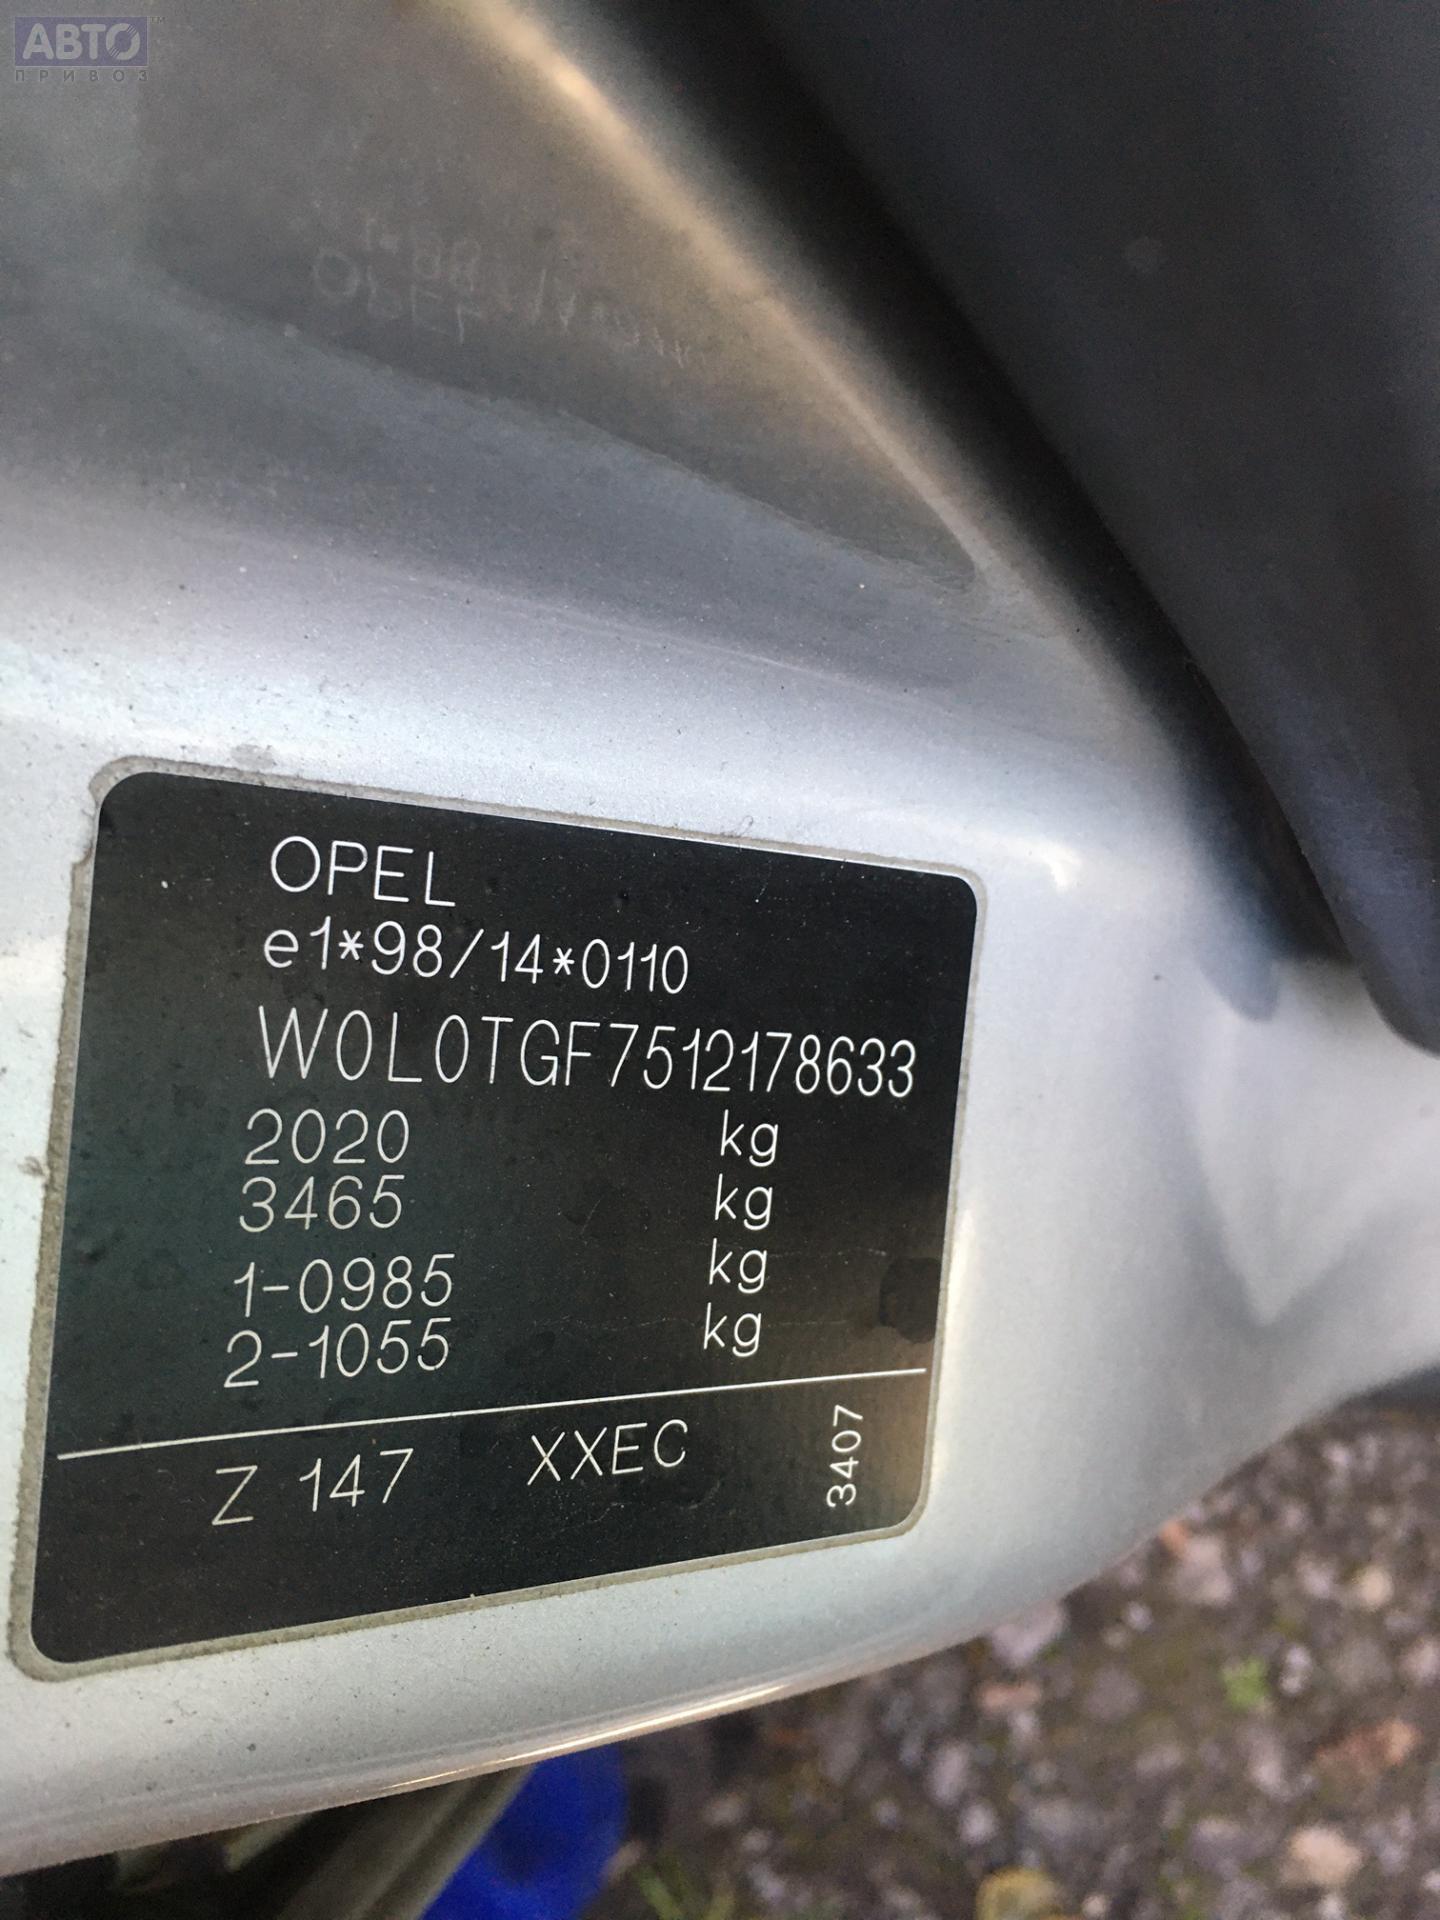 АВТО™
ПРИВОЗ
OPEL
e1*98/14*0110
W0L0TGF7512178633
2020 kg
3465 kg
1-0985 kg
2-1055 kg
Z 147 XXEC 3407